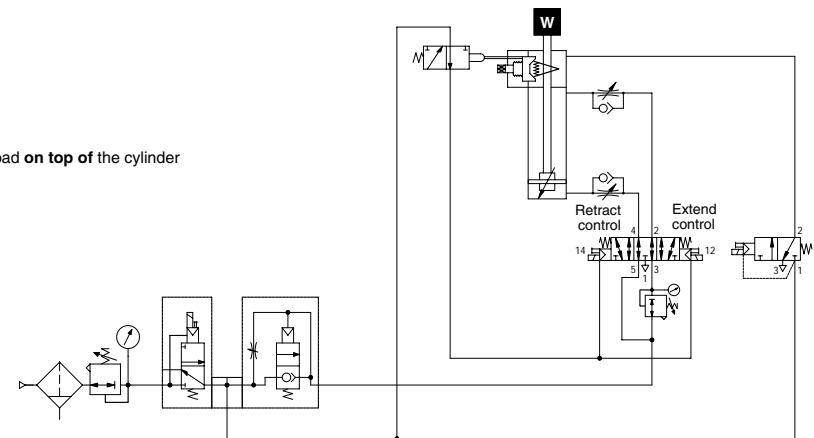 W
oad on top of the cylinder
Retract control
Extend control
4 2
14
12
5 3
1
2
3 1